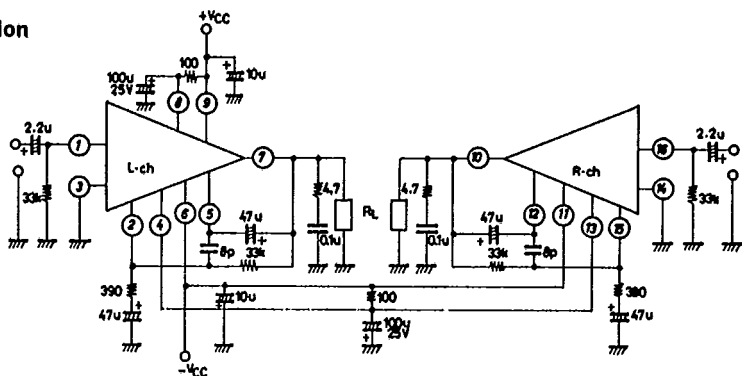 ion
+VCC
100
100u
25V
10u
8
9
2.2u
1
L-ch
7
3
33k
2
4
6
5
4.7
RL
0.1u
47u
8p
33k
390
47u
10u
-VCC
100
100u
25V
10
R-ch
16
2.2u
14
33k
12
11
13
15
4.7
0.1u
47u
8p
33k
390
47u